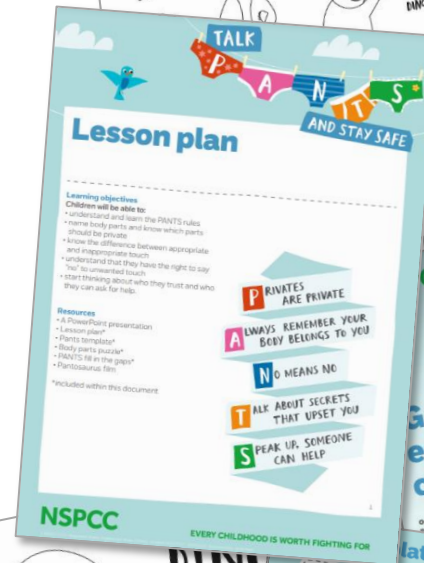 TALK
PANTS
AND STAY SAFE
Lesson plan
Learning objectives
Children will be able to:
• understand and learn the PANTS rules
• name body parts and know which parts
should be private
• know the difference between appropriate
and inappropriate touch
• understand that they have the right to say
"no" to unwanted touch
• start thinking about who they trust and who
they can ask for help
Resources
• A PowerPoint presentation
• Lesson plan*
• Pants template*
• Body parts puzzle*
• PANTS fill in the gaps*
• Pantosaurus film
*included within this document
PRIVATES
ARE PRIVATE
ALWAYS REMEMBER YOUR
BODY BELONGS TO YOU
NO MEANS NO
TALK ABOUT SECRETS
THAT UPSET YOU
SPEAK UP, SOMEONE
CAN HELP
1
NSPCC
EVERY CHILDHOOD IS WORTH FIGHTING FOR